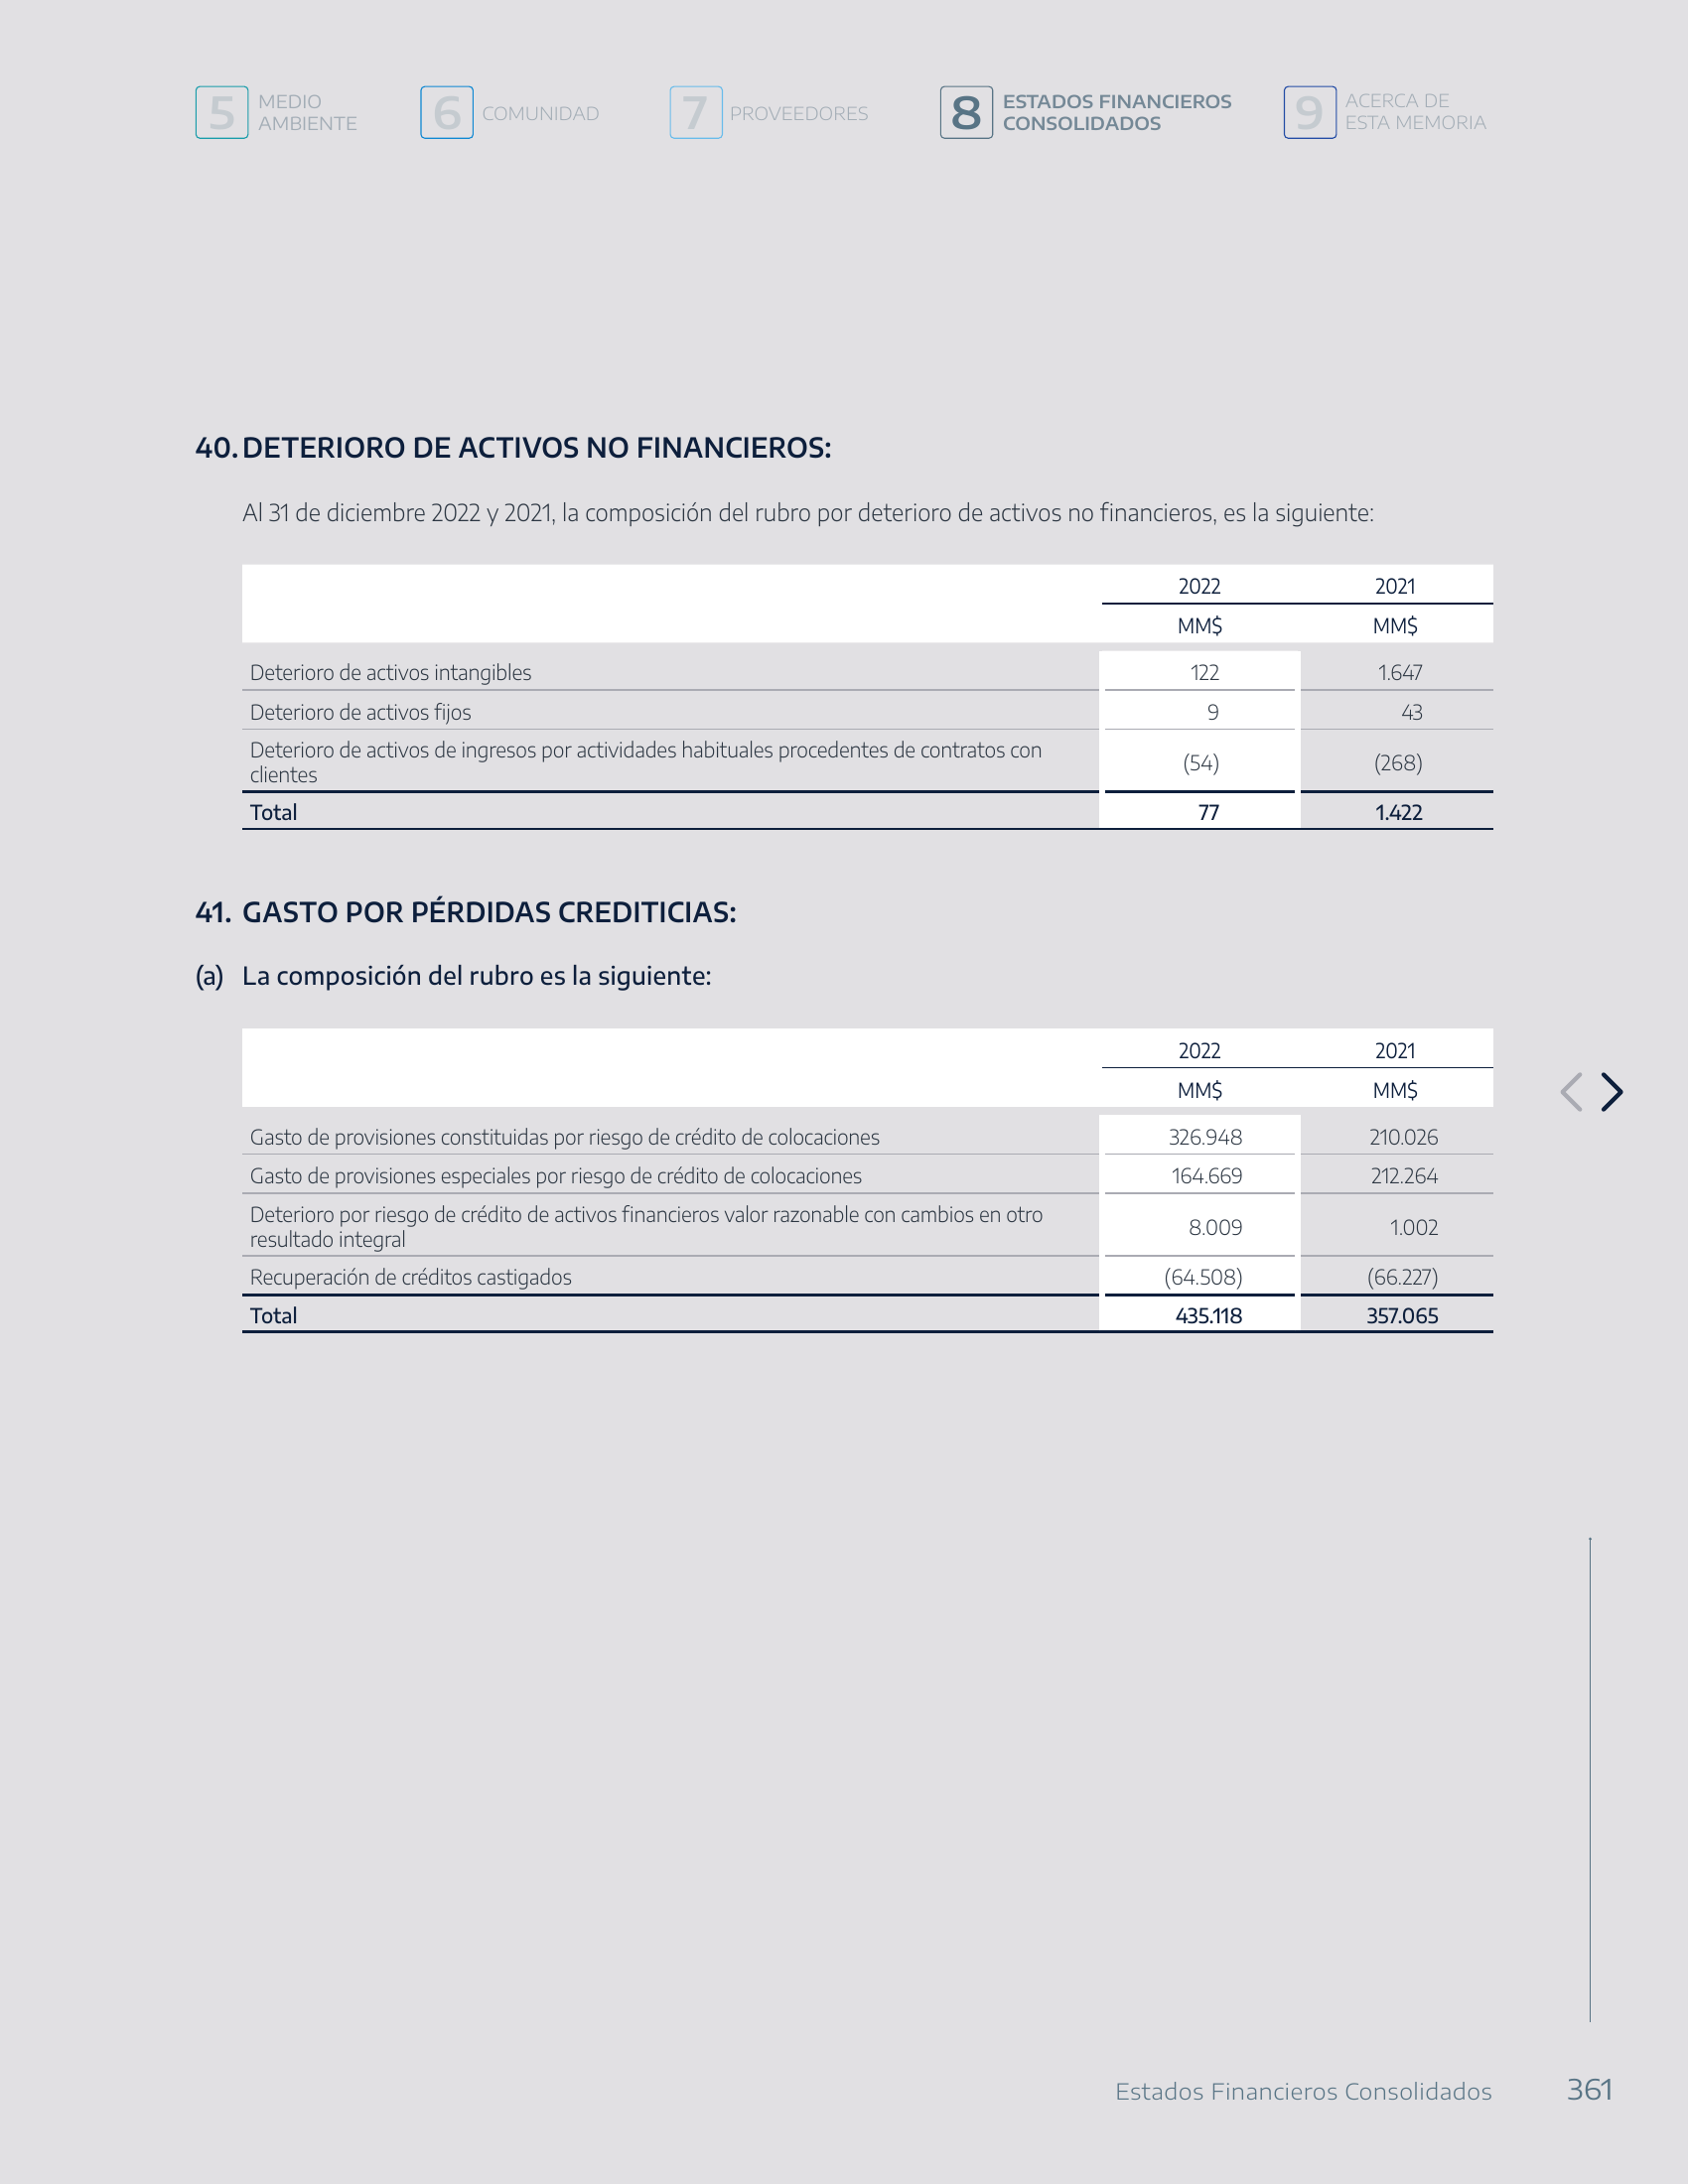 5 MEDIO
AMBIENTE
6 COMUNIDAD
7 PROVEEDORES
8 ESTADOS FINANCIEROS
CONSOLIDADOS
9 ACERCA DE
ESTA MEMORIA
40. DETERIORO DE ACTIVOS NO FINANCIEROS:
Al 31 de diciembre 2022 y 2021, la composición del rubro por deterioro de activos no financieros, es la siguiente:
2022 2021
MM$ MM$
Deterioro de activos intangibles 122 1.647
Deterioro de activos fijos 9 43
Deterioro de activos de ingresos por actividades habituales procedentes de contratos con
clientes (54) (268)
Total 77 1.422
41. GASTO POR PÉRDIDAS CREDITICIAS:
(a) La composición del rubro es la siguiente:
2022 2021
MM$ MM$
Gasto de provisiones constituidas por riesgo de crédito de colocaciones 326.948 210.026
Gasto de provisiones especiales por riesgo de crédito de colocaciones 164.669 212.264
Deterioro por riesgo de crédito de activos financieros valor razonable con cambios en otro
resultado integral 8.009 1.002
Recuperación de créditos castigados (64.508) (66.227)
Total 435.118 357.065
Estados Financieros Consolidados 361